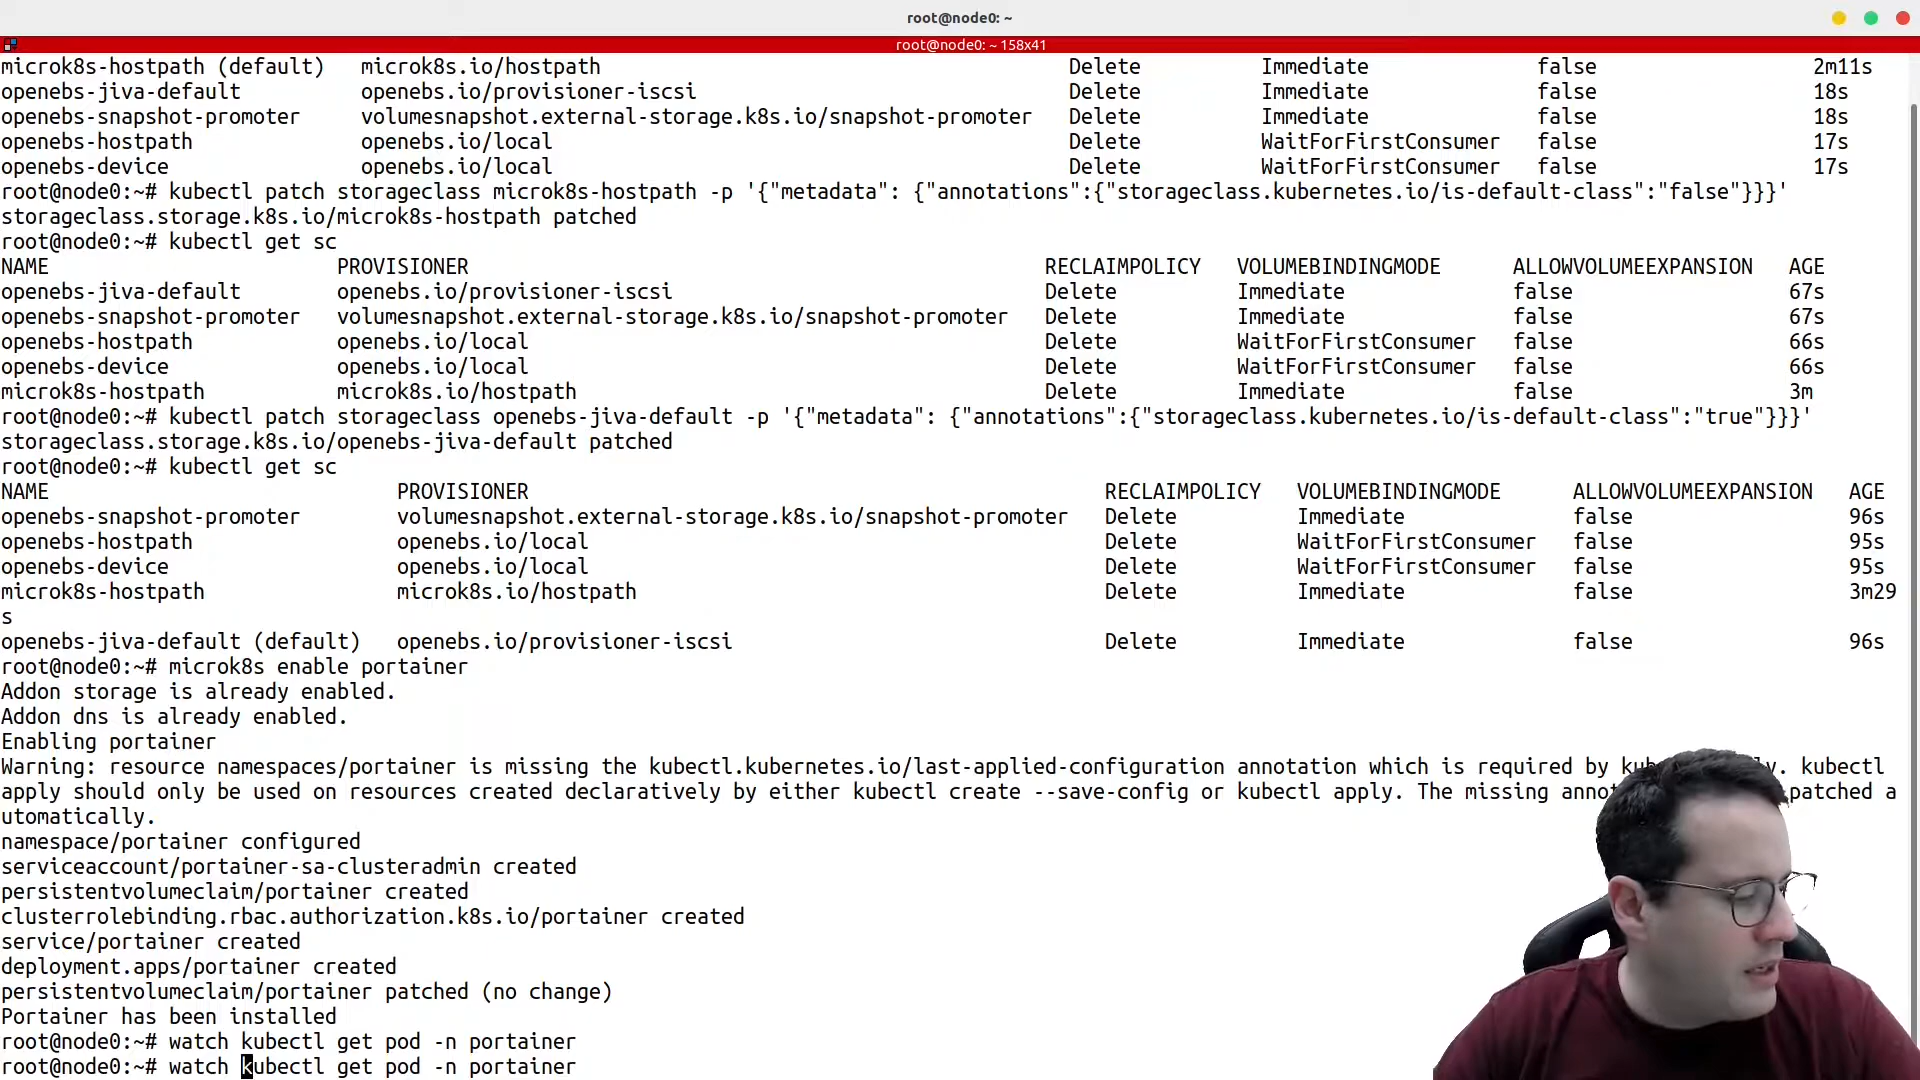 root@node0: ~
root@node0: ~ 158x41
microk8s-hostpath (default)   microk8s.io/hostpath                                       Delete          Immediate              false                  2m11s
openebs-jiva-default          openebs.io/provisioner-iscsi                               Delete          Immediate              false                  18s
openebs-snapshot-promoter     volumesnapshot.external-storage.k8s.io/snapshot-promoter   Delete          Immediate              false                  18s
openebs-hostpath              openebs.io/local                                           Delete          WaitForFirstConsumer   false                  17s
openebs-device                openebs.io/local                                           Delete          WaitForFirstConsumer   false                  17s
root@node0:~# kubectl patch storageclass microk8s-hostpath -p '{"metadata": {"annotations":{"storageclass.kubernetes.io/is-default-class":"false"}}}'
storageclass.storage.k8s.io/microk8s-hostpath patched
root@node0:~# kubectl get sc
NAME                        PROVISIONER                                                RECLAIMPOLICY   VOLUMEBINDINGMODE      ALLOWVOLUMEEXPANSION   AGE
openebs-jiva-default        openebs.io/provisioner-iscsi                               Delete          Immediate              false                  67s
openebs-snapshot-promoter   volumesnapshot.external-storage.k8s.io/snapshot-promoter   Delete          Immediate              false                  67s
openebs-hostpath            openebs.io/local                                           Delete          WaitForFirstConsumer   false                  66s
openebs-device              openebs.io/local                                           Delete          WaitForFirstConsumer   false                  66s
microk8s-hostpath           microk8s.io/hostpath                                       Delete          Immediate              false                  3m
root@node0:~# kubectl patch storageclass openebs-jiva-default -p '{"metadata": {"annotations":{"storageclass.kubernetes.io/is-default-class":"true"}}}'
storageclass.storage.k8s.io/openebs-jiva-default patched
root@node0:~# kubectl get sc
NAME                             PROVISIONER                                                RECLAIMPOLICY   VOLUMEBINDINGMODE      ALLOWVOLUMEEXPANSION   AGE
openebs-snapshot-promoter        volumesnapshot.external-storage.k8s.io/snapshot-promoter   Delete          Immediate              false                  96s
openebs-hostpath                 openebs.io/local                                           Delete          WaitForFirstConsumer   false                  95s
openebs-device                   openebs.io/local                                           Delete          WaitForFirstConsumer   false                  95s
microk8s-hostpath                microk8s.io/hostpath                                       Delete          Immediate              false                  3m29
s
openebs-jiva-default (default)   openebs.io/provisioner-iscsi                               Delete          Immediate              false                  96s
root@node0:~# microk8s enable portainer
Addon storage is already enabled.
Addon dns is already enabled.
Enabling portainer
Warning: resource namespaces/portainer is missing the kubectl.kubernetes.io/last-applied-configuration annotation which is required by . kubectl
apply should only be used on resources created declaratively by either kubectl create --save-config or kubectl apply. The missing patched a
utomatically.
namespace/portainer configured
serviceaccount/portainer-sa-clusteradmin created
persistentvolumeclaim/portainer created
clusterrolebinding.rbac.authorization.k8s.io/portainer created
service/portainer created
deployment.apps/portainer created
persistentvolumeclaim/portainer patched (no change)
Portainer has been installed
root@node0:~# watch kubectl get pod -n portainer
root@node0:~# watch kubectl get pod -n portainer